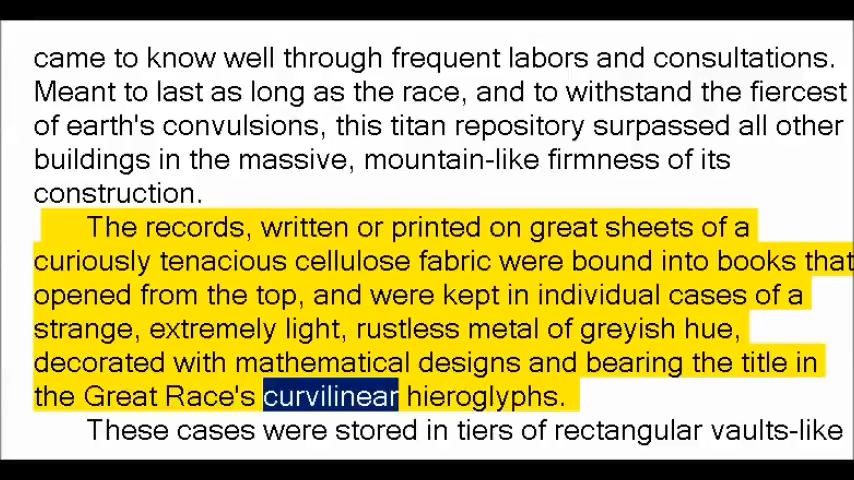 came to know well through frequent labors and consultations.
Meant to last as long as the race, and to withstand the fiercest
of earth's convulsions, this titan repository surpassed all other
buildings in the massive, mountain-like firmness of its
construction.
The records, written or printed on great sheets of a
curiously tenacious cellulose fabric were bound into books that
opened from the top, and were kept in individual cases of a
strange, extremely light, rustless metal of greyish hue,
decorated with mathematical designs and bearing the title in
the Great Race's curvilinear hieroglyphs.
These cases were stored in tiers of rectangular vaults-like